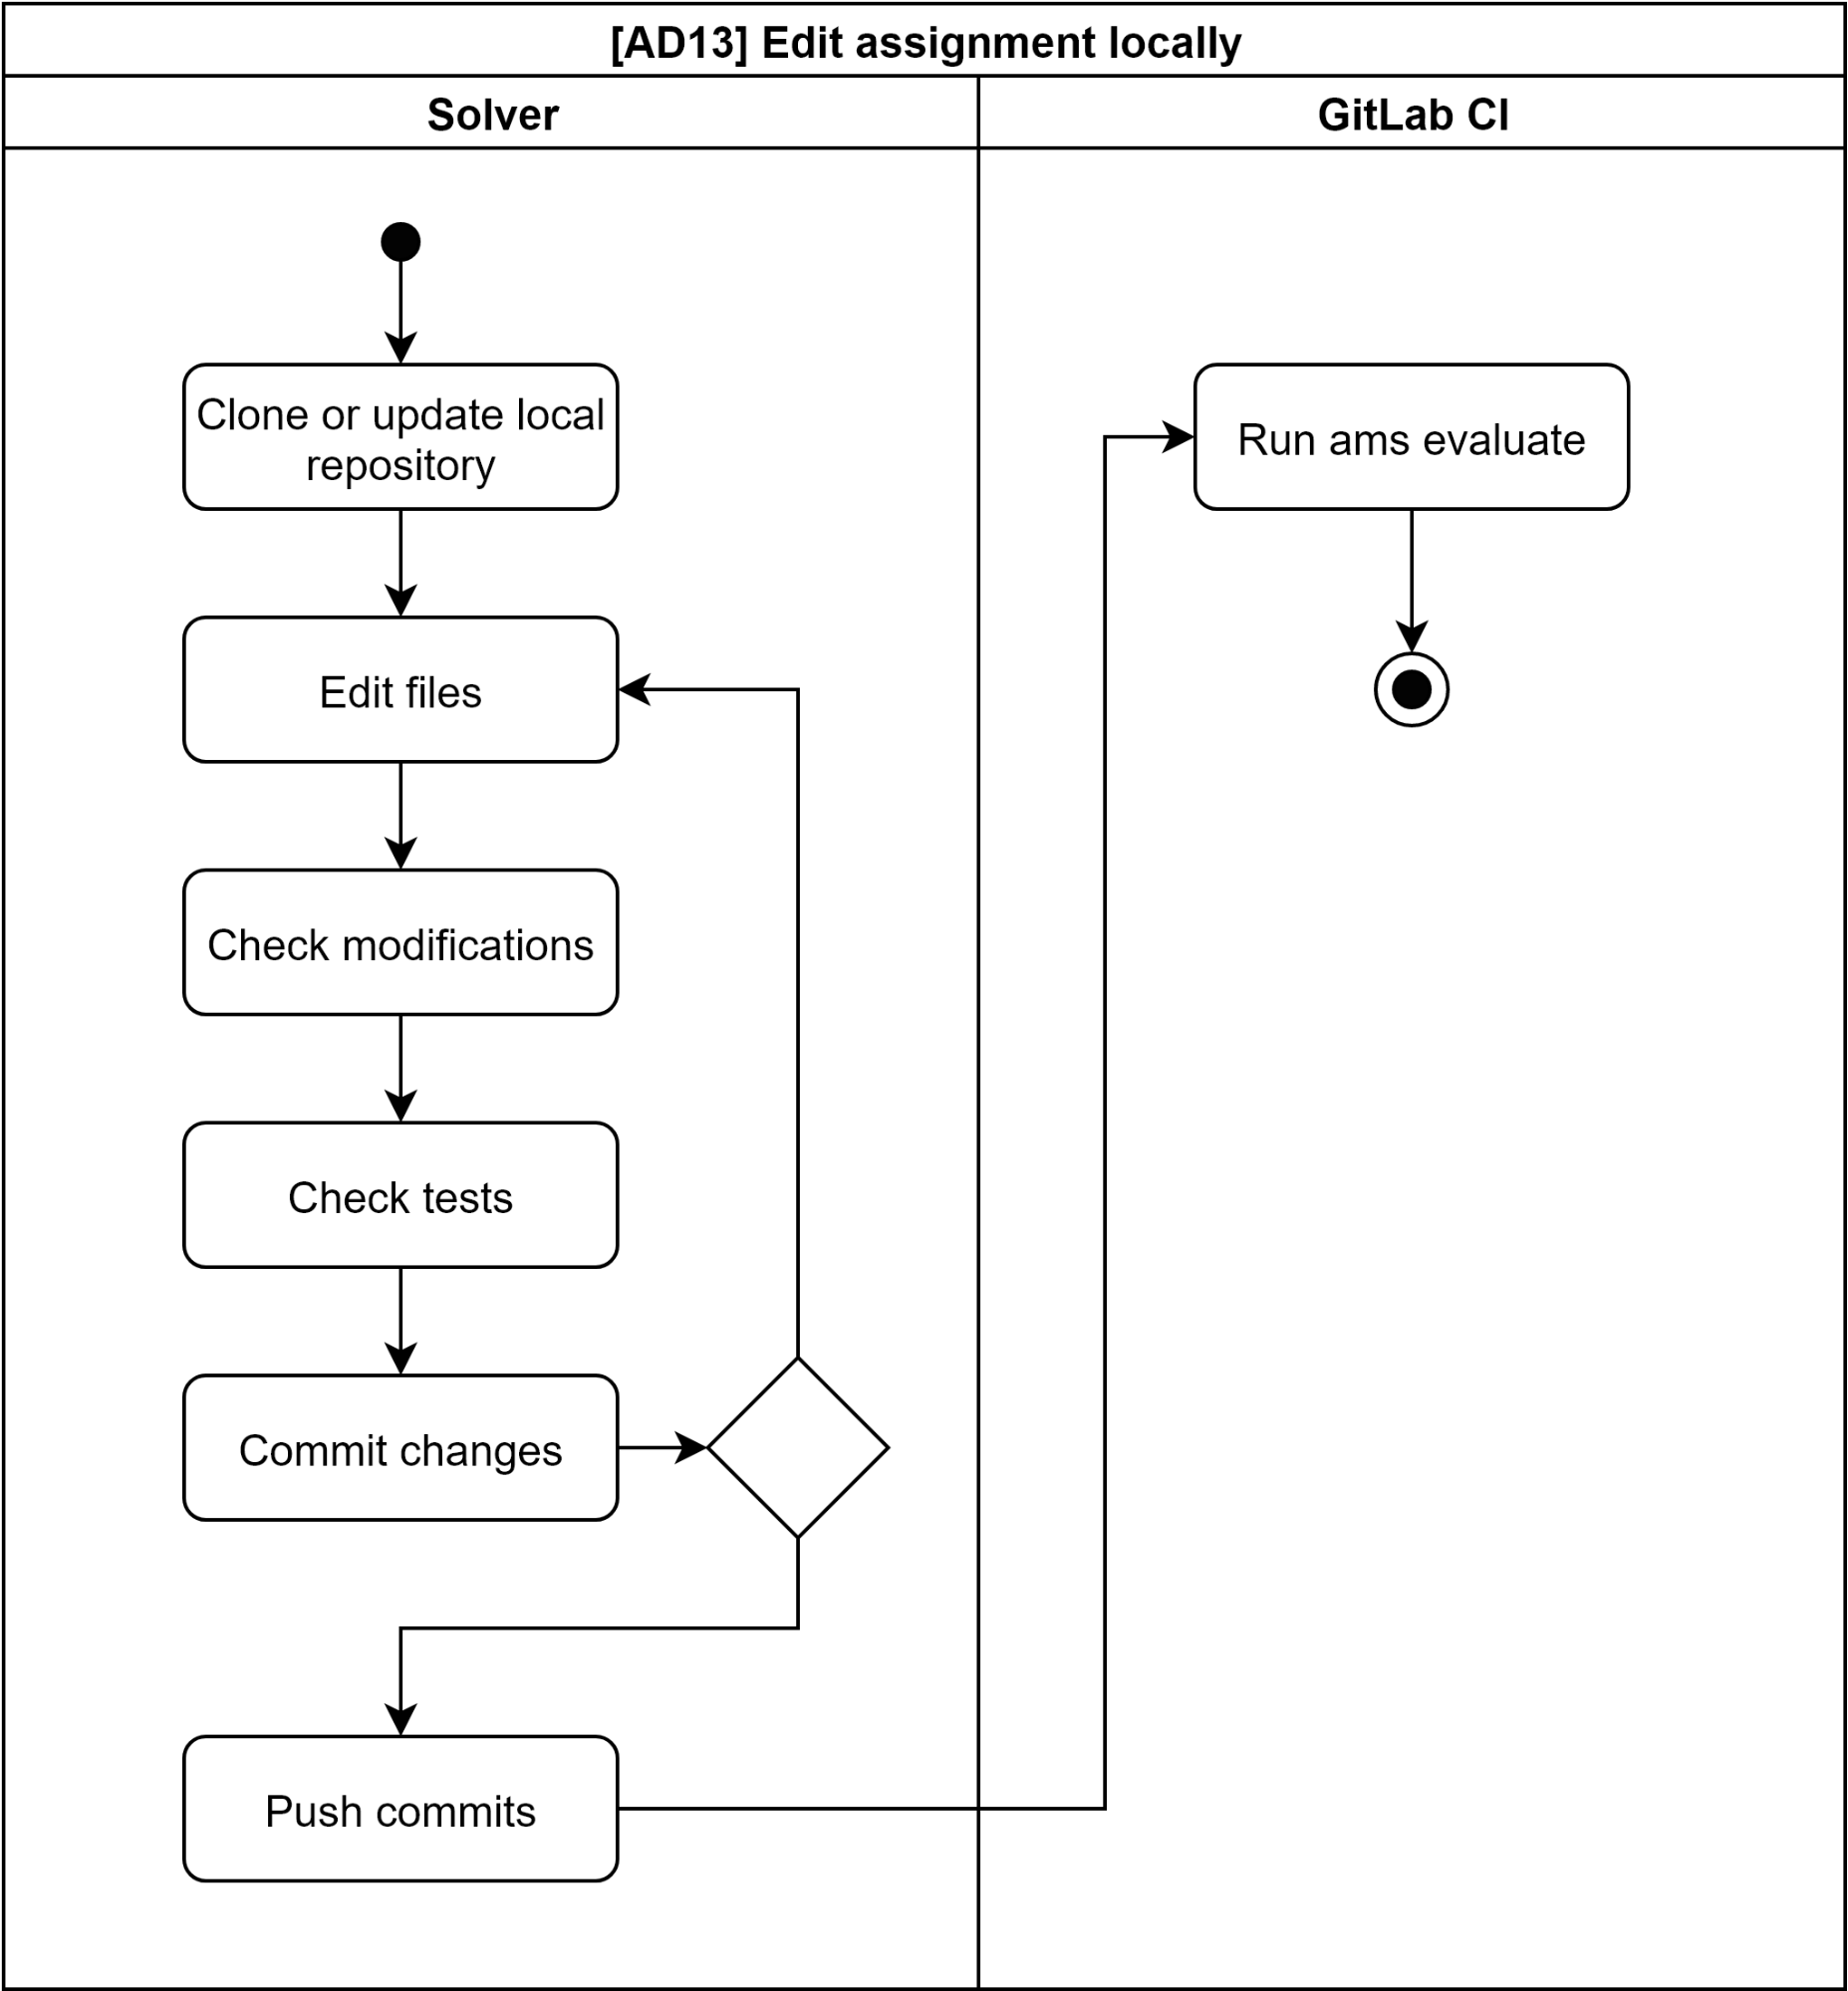 [AD13] Edit assignment locally
Solver
GitLab CI
Clone or update local
repository
Edit files
Check modifications
Check tests
Commit changes
Push commits
Run ams evaluate